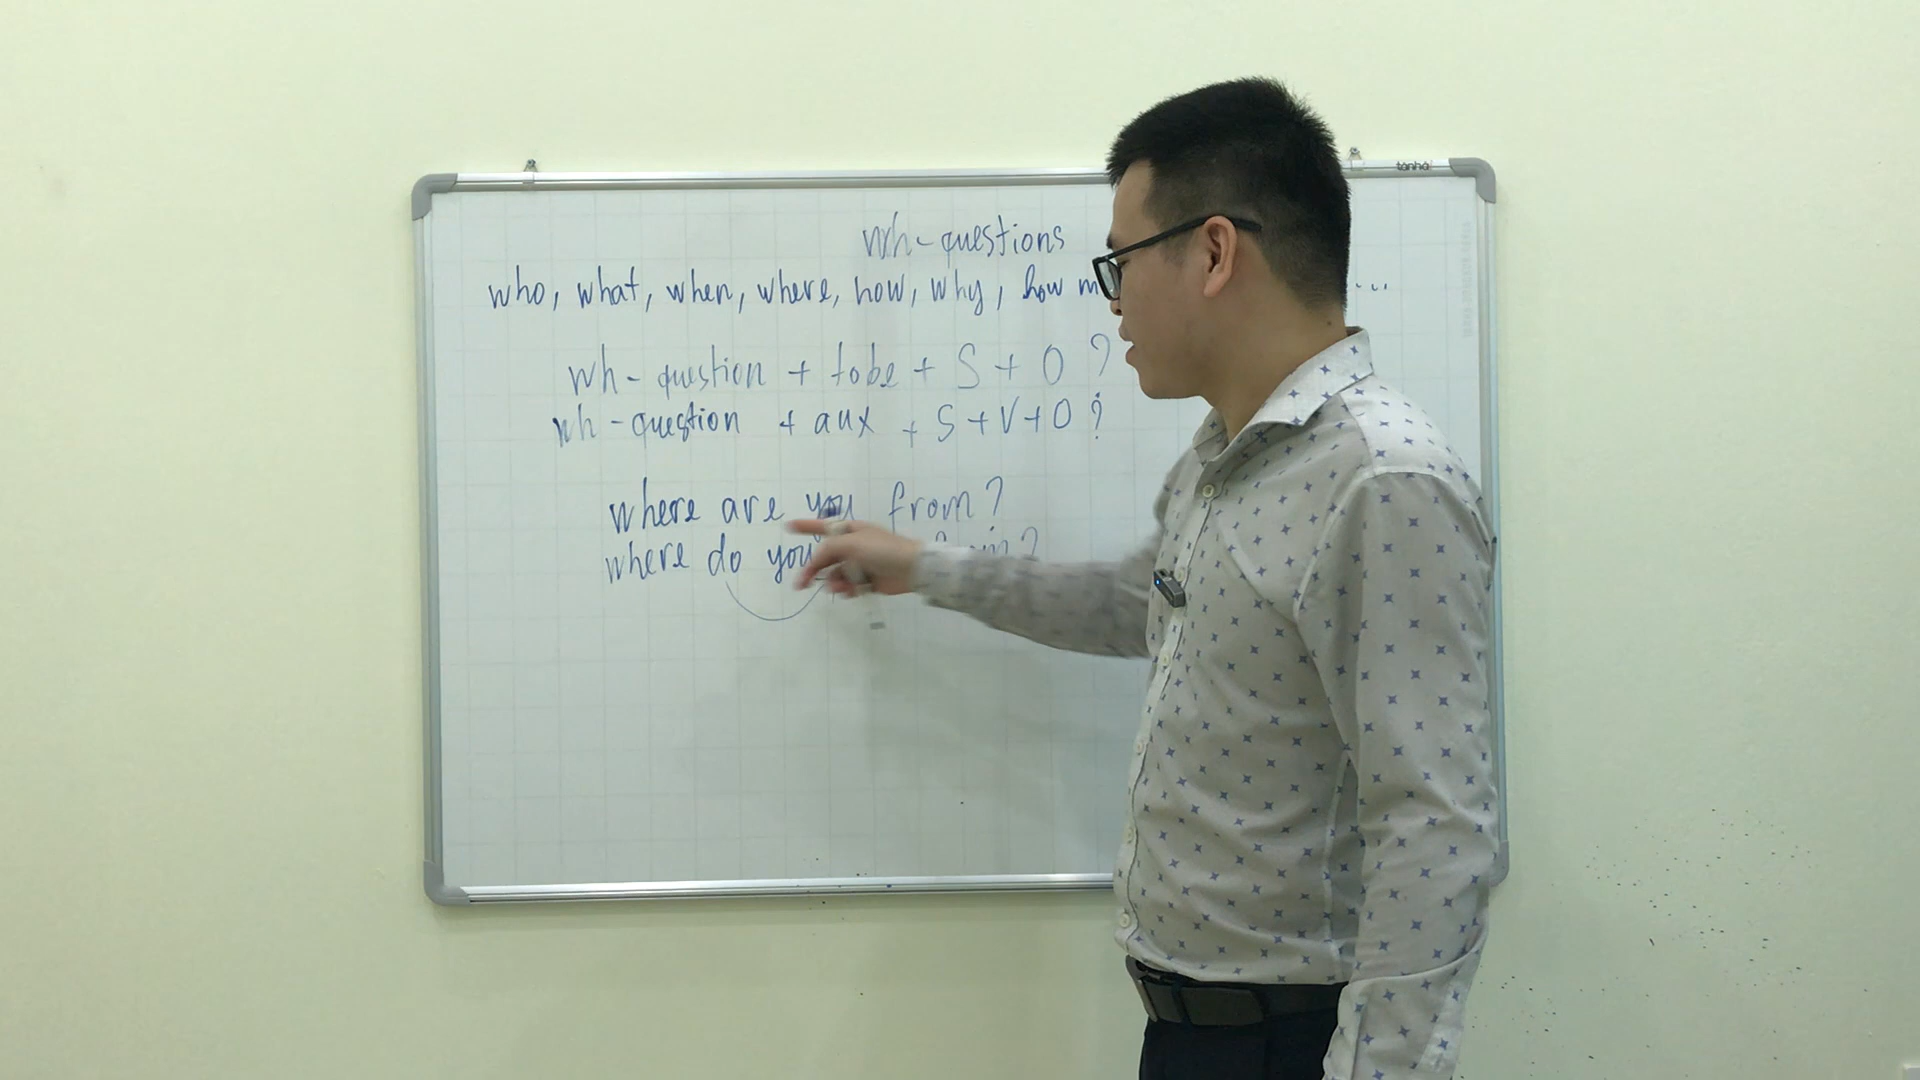 tânhà
wh-questions
who, what, when, where, how, why, how m ...
wh-question + tobe + S + O ?
wh-question + aux + S + V + O ?
where are you from?
where do you